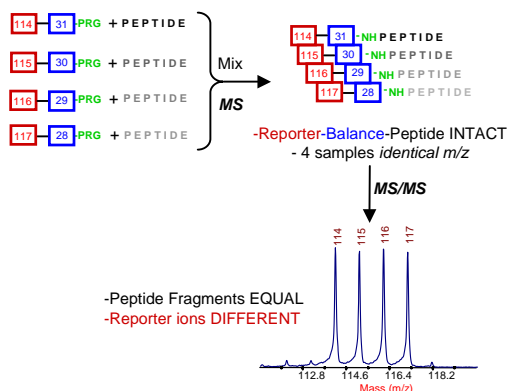 114 31 -PRG + PEPTIDE
115 30 -PRG + PEPTIDE
116 29 -PRG + PEPTIDE
117 28 -PRG + PEPTIDE
Mix
MS
114 31 -NH PEPTIDE
115 30 -NH PEPTIDE
116 29 -NH PEPTIDE
117 28 -NH PEPTIDE
-Reporter-Balance-Peptide INTACT
- 4 samples identical m/z
MS/MS
114 115 116 117
-Peptide Fragments EQUAL
-Reporter ions DIFFERENT
112.8 114.6 116.4 118.2
Mass (m/z)